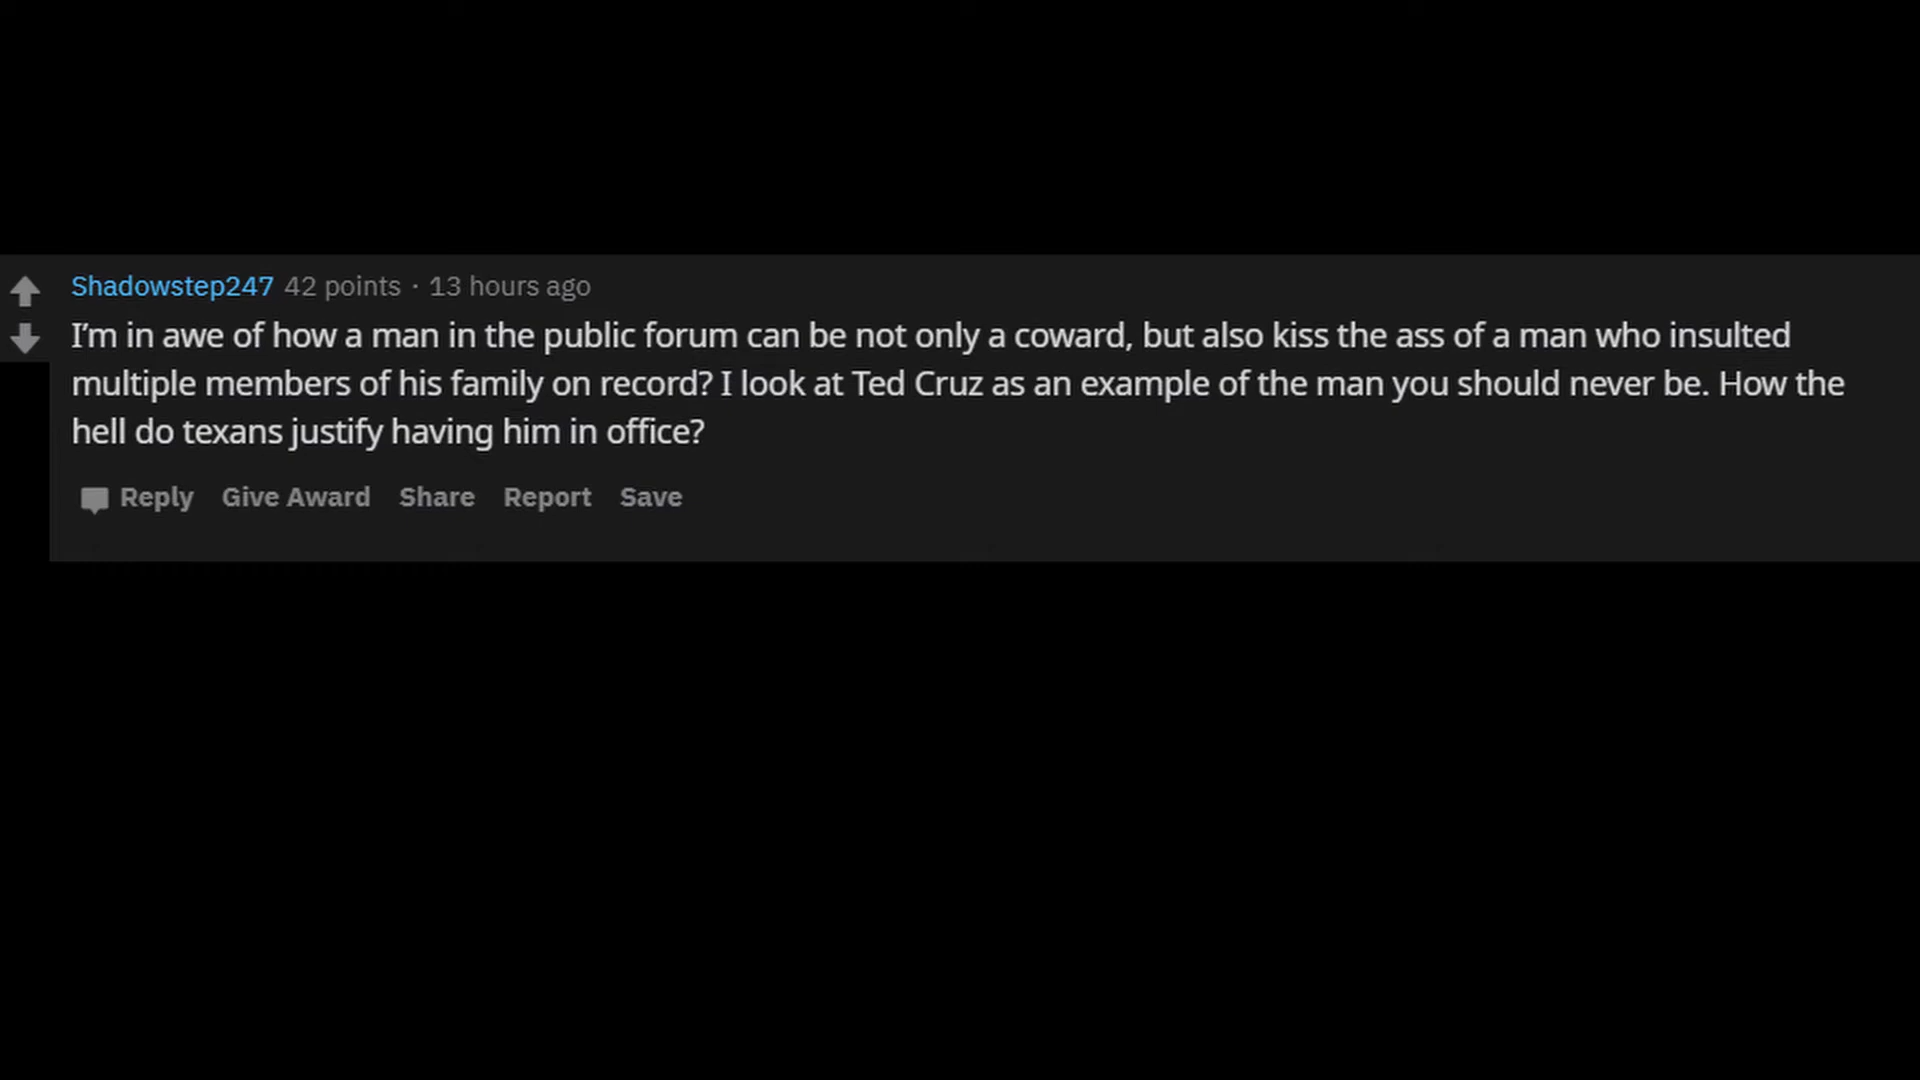 Shadowstep247 42 points · 13 hours ago
I’m in awe of how a man in the public forum can be not only a coward, but also kiss the ass of a man who insulted
multiple members of his family on record? I look at Ted Cruz as an example of the man you should never be. How the
hell do texans justify having him in office?
Reply Give Award Share Report Save